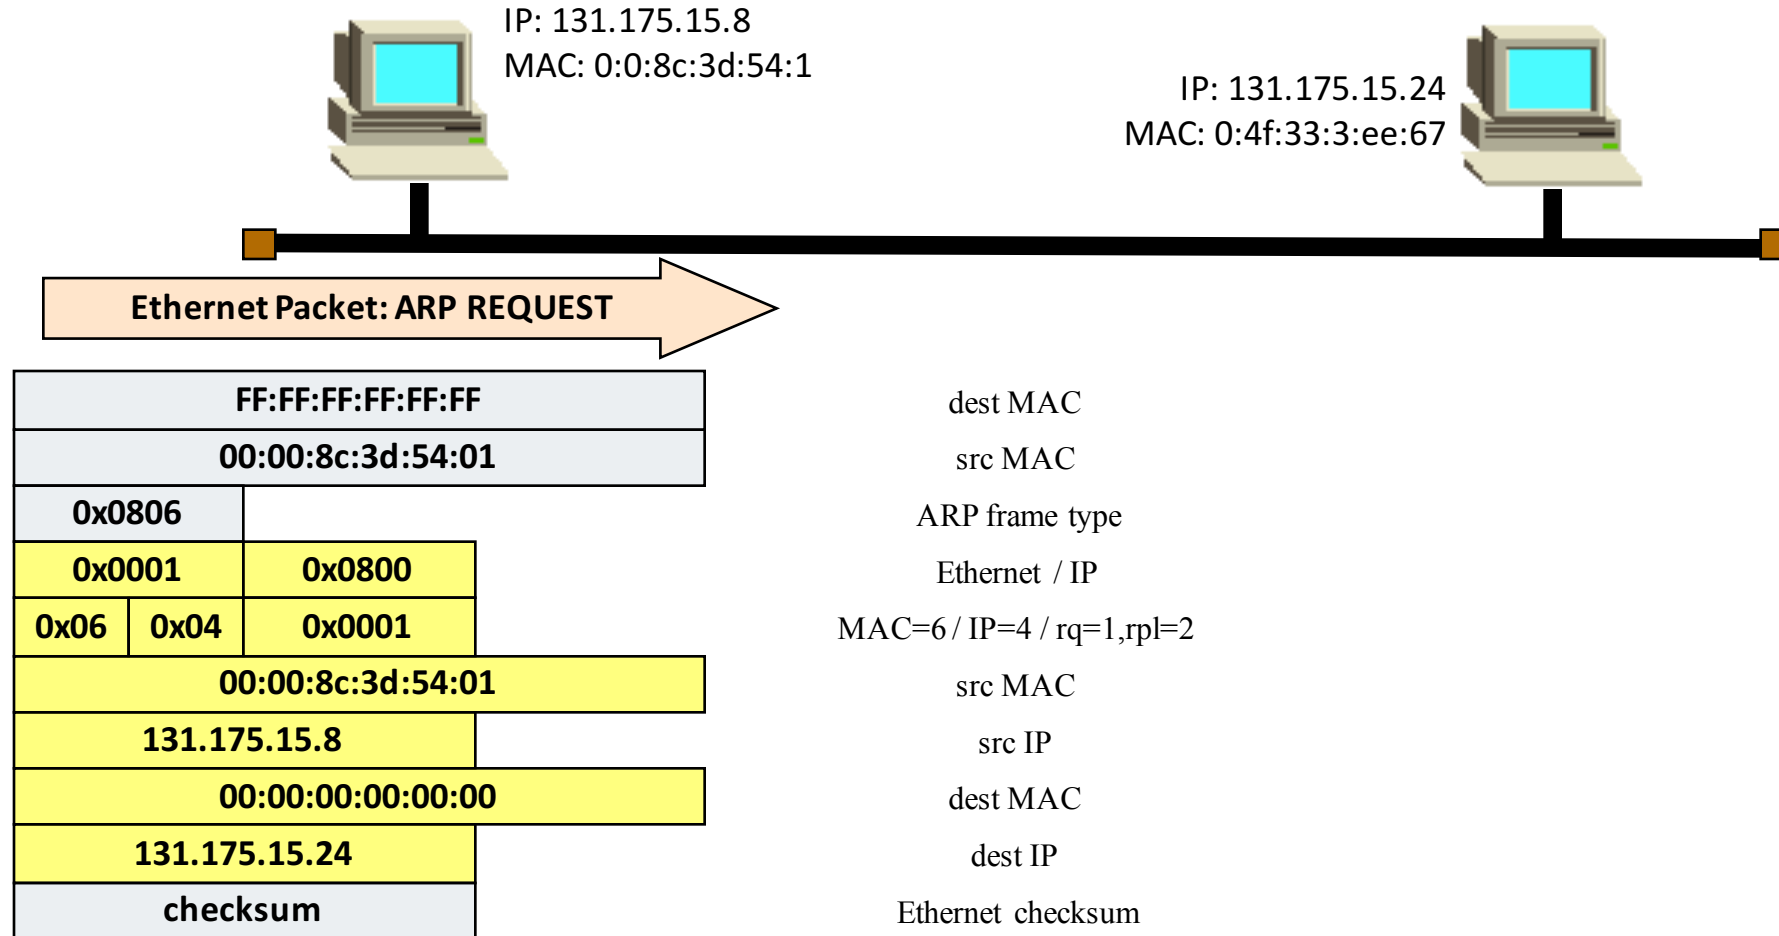 IP: 131.175.15.8
MAC: 0:0:8c:3d:54:1
IP: 131.175.15.24
MAC: 0:4f:33:3:ee:67
Ethernet Packet: ARP REQUEST
FF:FF:FF:FF:FF:FF dest MAC
00:00:8c:3d:54:01 src MAC
0x0806 ARP frame type
0x0001 0x0800 Ethernet / IP
0x06 0x04 0x0001 MAC=6 / IP=4 / rq=1,rpl=2
00:00:8c:3d:54:01 src MAC
131.175.15.8 src IP
00:00:00:00:00:00 dest MAC
131.175.15.24 dest IP
checksum Ethernet checksum